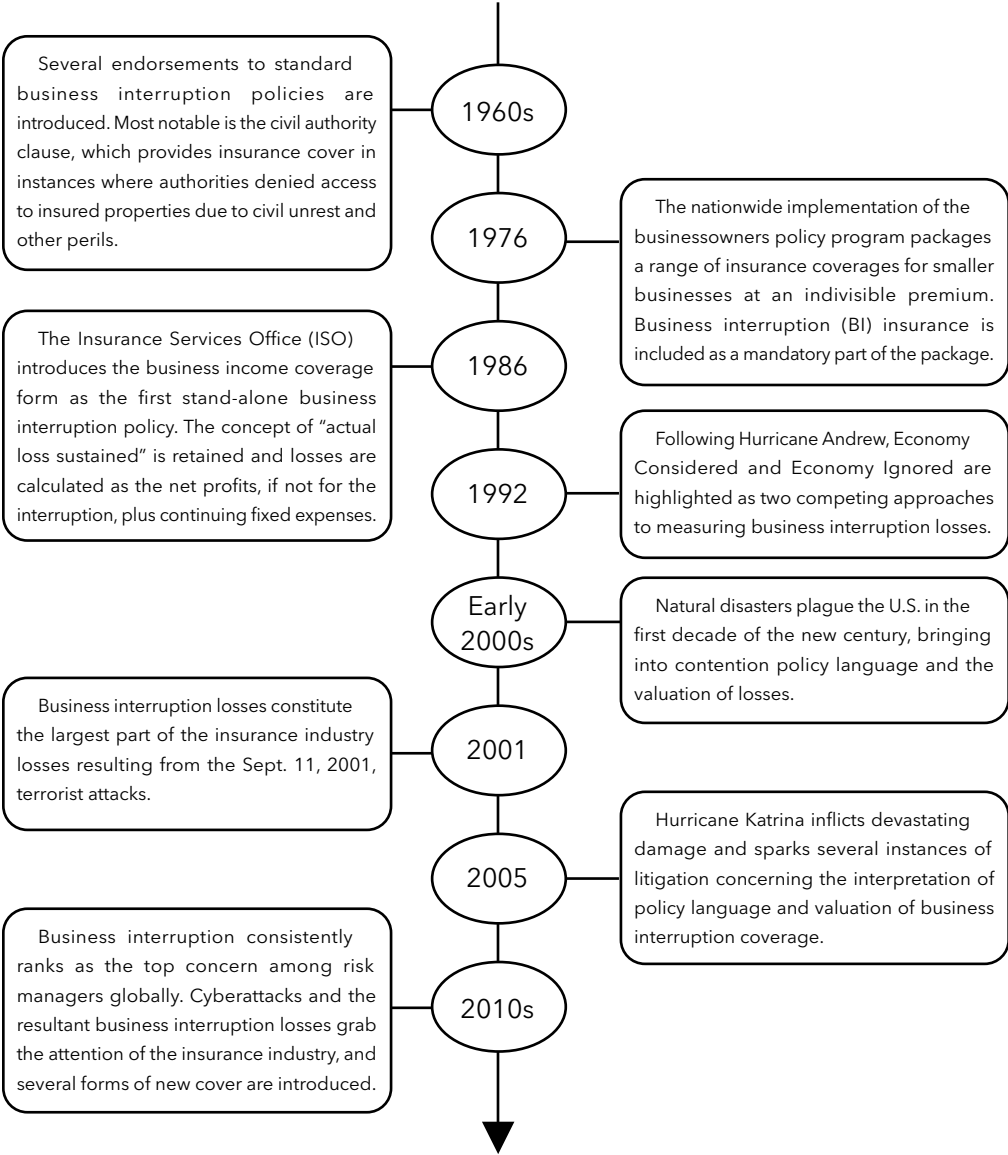 1960s
Several endorsements to standard
business interruption policies are
introduced. Most notable is the civil authority
clause, which provides insurance cover in
instances where authorities denied access
to insured properties due to civil unrest and
other perils.
1976
The nationwide implementation of the
businessowners policy program packages
a range of insurance coverages for smaller
businesses at an indivisible premium.
Business interruption (BI) insurance is
included as a mandatory part of the package.
1986
The Insurance Services Office (ISO)
introduces the business income coverage
form as the first stand-alone business
interruption policy. The concept of “actual
loss sustained” is retained and losses are
calculated as the net profits, if not for the
interruption, plus continuing fixed expenses.
1992
Following Hurricane Andrew, Economy
Considered and Economy Ignored are
highlighted as two competing approaches
to measuring business interruption losses.
Early
2000s
Natural disasters plague the U.S. in the
first decade of the new century, bringing
into contention policy language and the
valuation of losses.
2001
Business interruption losses constitute
the largest part of the insurance industry
losses resulting from the Sept. 11, 2001,
terrorist attacks.
2005
Hurricane Katrina inflicts devastating
damage and sparks several instances of
litigation concerning the interpretation of
policy language and valuation of business
interruption coverage.
2010s
Business interruption consistently
ranks as the top concern among risk
managers globally. Cyberattacks and the
resultant business interruption losses grab
the attention of the insurance industry, and
several forms of new cover are introduced.